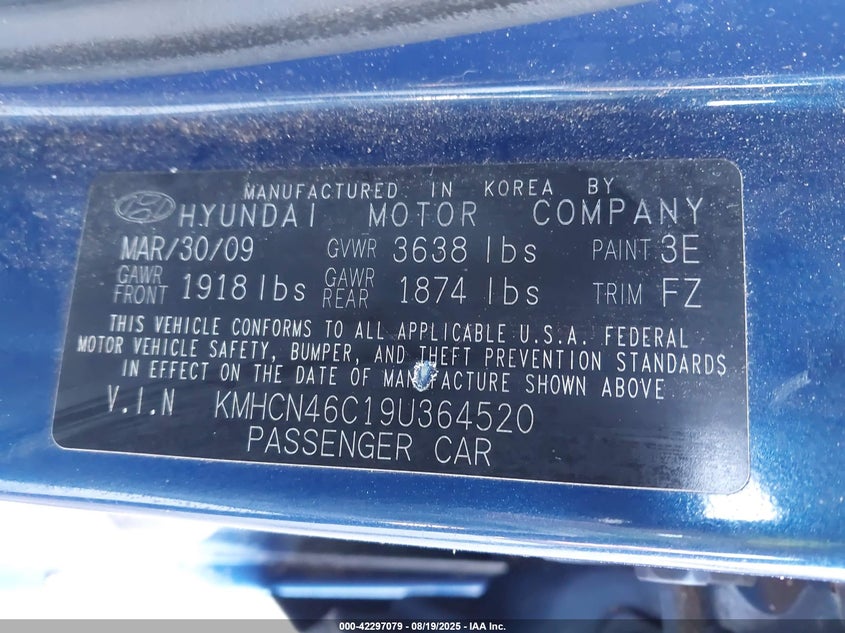 MANUFACTURED IN KOREA BY
HYUNDAI MOTOR COMPANY
MAR/30/09 GVWR 3638 lbs PAINT 3E
GAWR FRONT 1918 lbs GAWR REAR 1874 lbs TRIM FZ
THIS VEHICLE CONFORMS TO ALL APPLICABLE U.S.A. FEDERAL
MOTOR VEHICLE SAFETY, BUMPER, AND THEFT PREVENTION STANDARDS
IN EFFECT ON THE DATE OF MANUFACTURE SHOWN ABOVE
V.I.N KMHCN46C19U364520
PASSENGER CAR
000-42297079 - 08/19/2025 - IAA Inc.